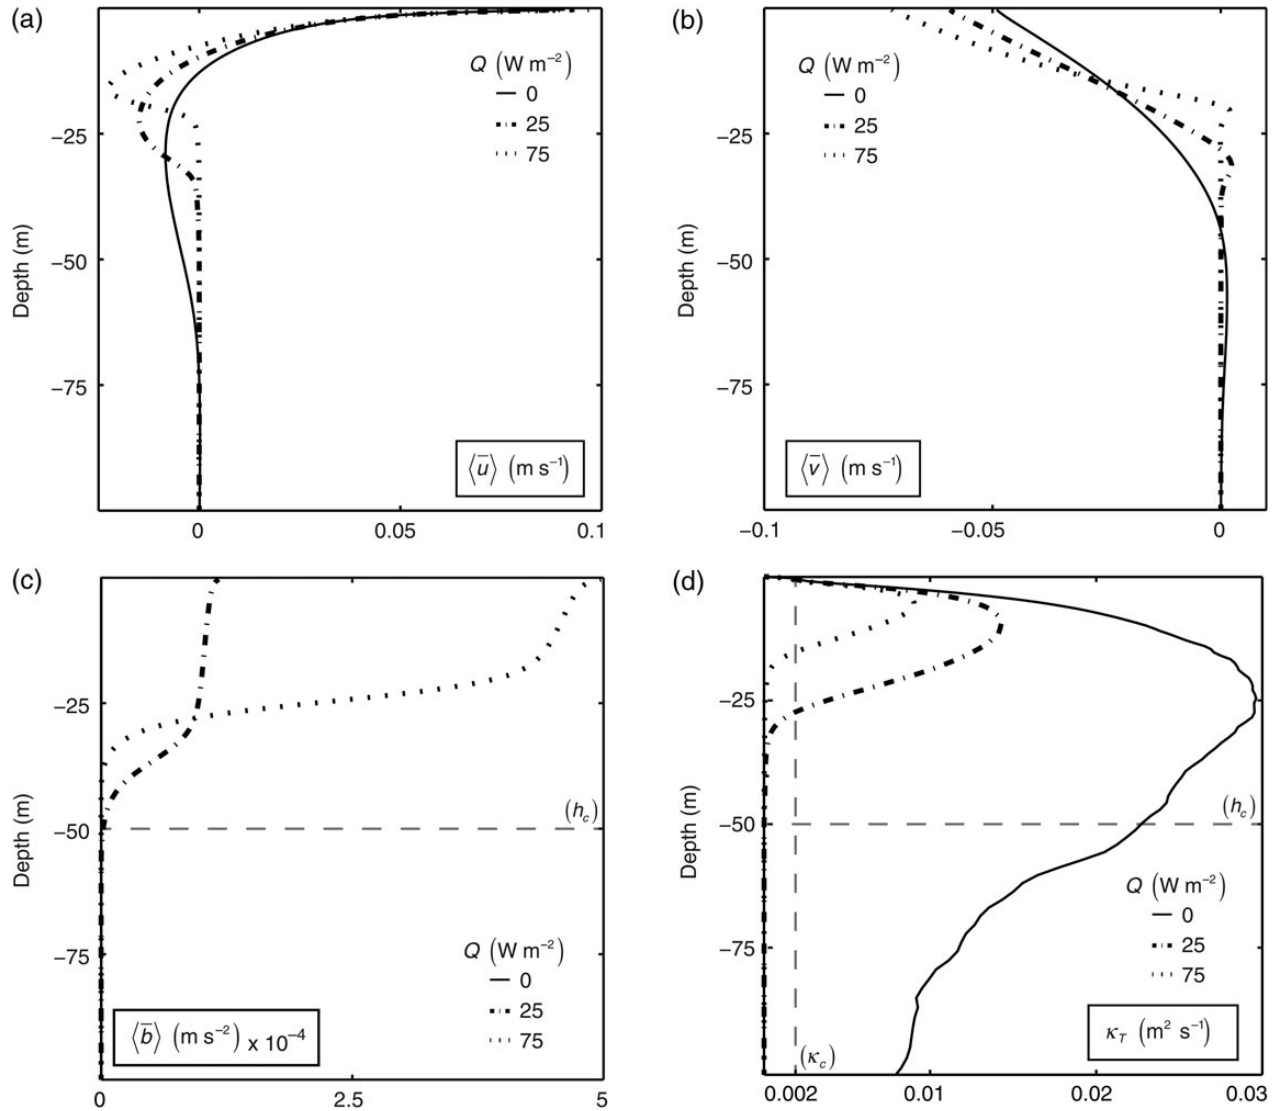 (a)
Q (W m⁻²)
0
25
75
−25
−50
−75
Depth (m)
⟨u̅⟩ (m s⁻¹)
0
0.05
0.1
(b)
Q (W m⁻²)
0
25
75
−25
−50
−75
Depth (m)
⟨v̅⟩ (m s⁻¹)
−0.1
−0.05
0
(c)
−25
−50
−75
Depth (m)
(h_c)
Q (W m⁻²)
0
25
75
⟨b̅⟩ (m s⁻²) x 10⁻⁴
0
2.5
5
(d)
−25
−50
−75
Depth (m)
(h_c)
Q (W m⁻²)
0
25
75
κ_T (m² s⁻¹)
(κ_c)
0.002
0.01
0.02
0.03